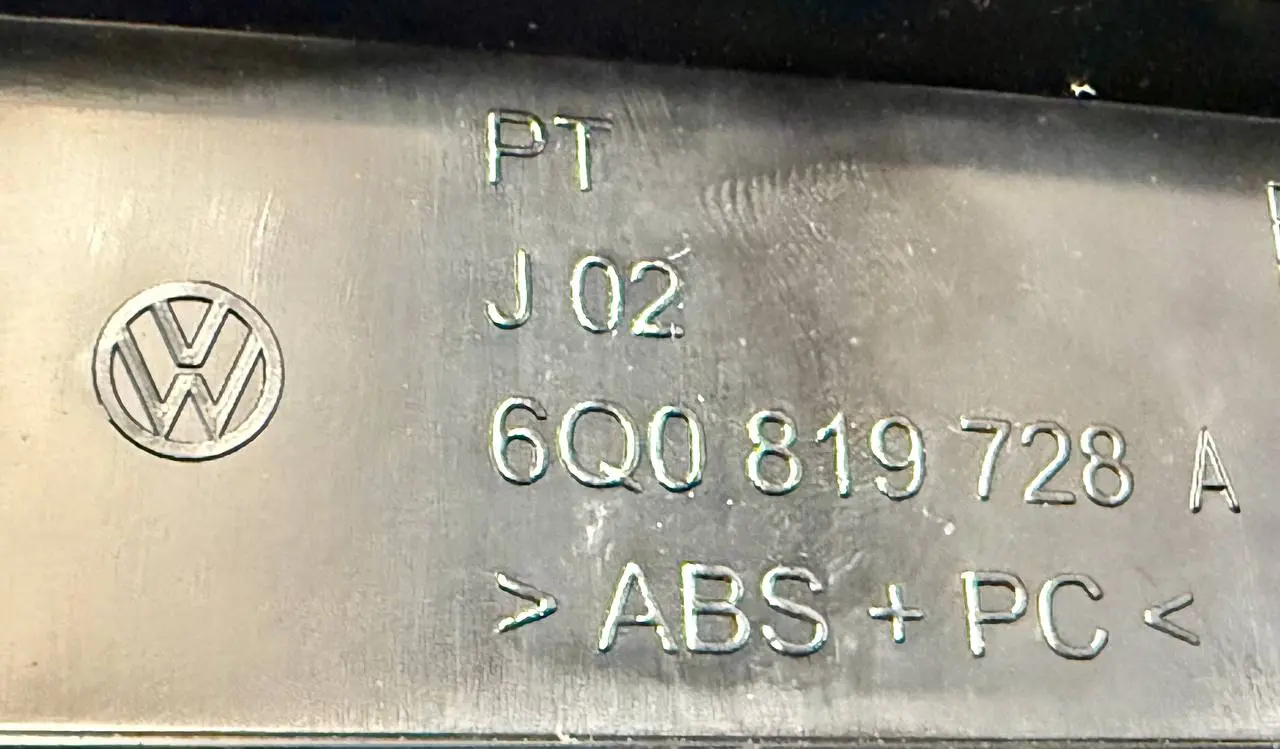 PT
J 02
6Q0 819 728 A
> ABS + PC <